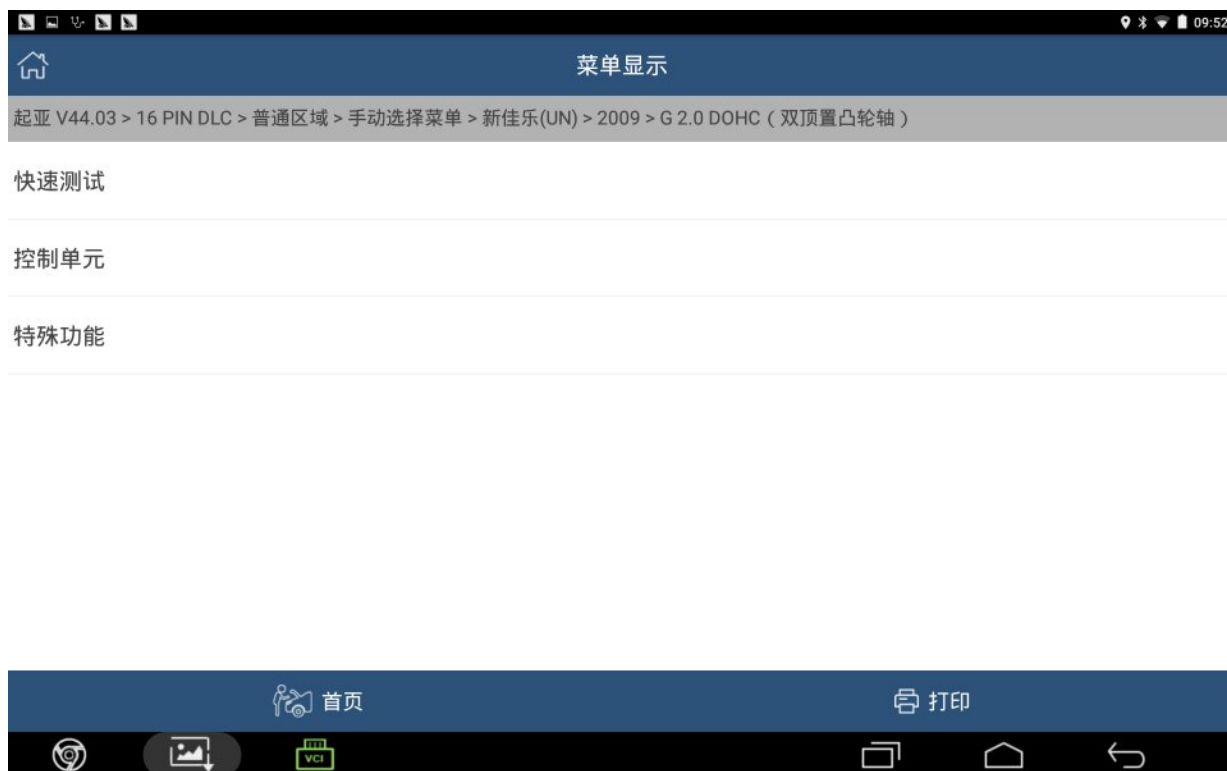 09:52
菜单显示
起亚 V44.03 > 16 PIN DLC > 普通区域 > 手动选择菜单 > 新佳乐(UN) > 2009 > G 2.0 DOHC（双顶置凸轮轴）
快速测试
控制单元
特殊功能
首页
打印
VCI